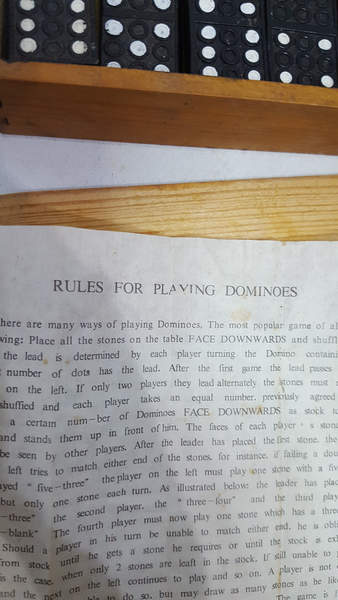 RULES FOR PLAYING DOMINOES
here are many ways of playing Dominoes. The most popular game of al
wing: Place all the stones on the table FACE DOWNWARDS and shuffl
the lead is determined by each player turning the Domino contain
number of dots has the lead. After the first game the lead passes
on the left. If only two players they lead alternately the stones must
shuffled and each player takes an equal number, previously agreed
a certain num-ber of Dominoes FACE DOWNWARDS as stock to
and stands them up in front of him. The faces of each player s ston
be seen by other players. After the leader has placed the first stone, the
left tries to match either end of the stones, for instance, if failing a dou
ayed " five-three" the player on the left must play one stone with a five
but only one stone each turn. As illustrated below: the leader has pla
-three" the second player, the "three-four" and the third play
-blank" The fourth player must now play one stone which has a thre
Should a player in his turn be unable to match either end, he is obli
from stock until he gets a stone he requires or until the stock is exh
is the case, when only 2 stones are leaft in the stock. If still unable to
and the next on the left continues to play and so on. A player is not
to do so, but may draw as many stones as he like
The game is